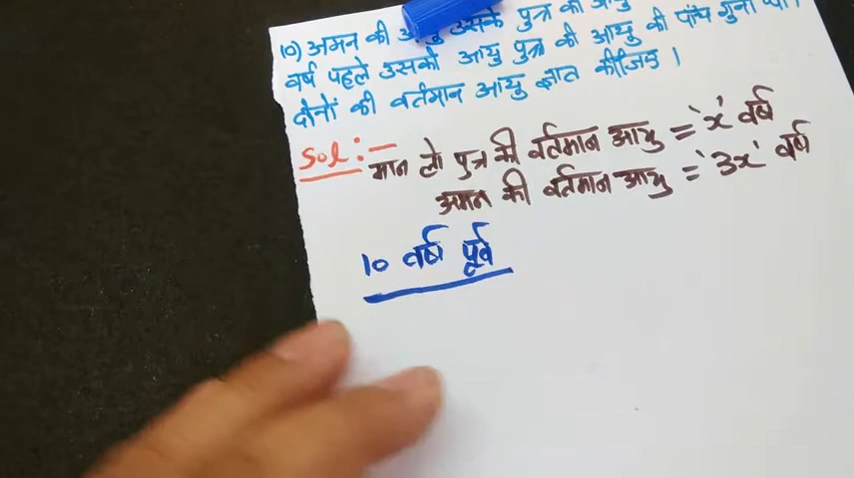 10) अमन की आयु उसके पुत्र की आयु
वर्ष पहले उसकी आयु पुत्र की आयु की पाँच गुनी थी।
दोनों की वर्तमान आयु ज्ञात कीजिए।
Sol:- मान लो पुत्र की वर्तमान आयु = 'x' वर्ष
अमन की वर्तमान आयु = '3x' वर्ष
10 वर्ष पूर्व